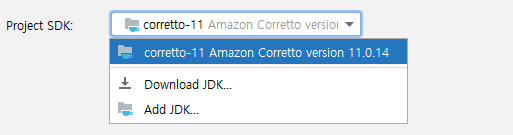 Project SDK: corretto-11 Amazon Corretto version
corretto-11 Amazon Corretto version 11.0.14
Download JDK...
Add JDK...